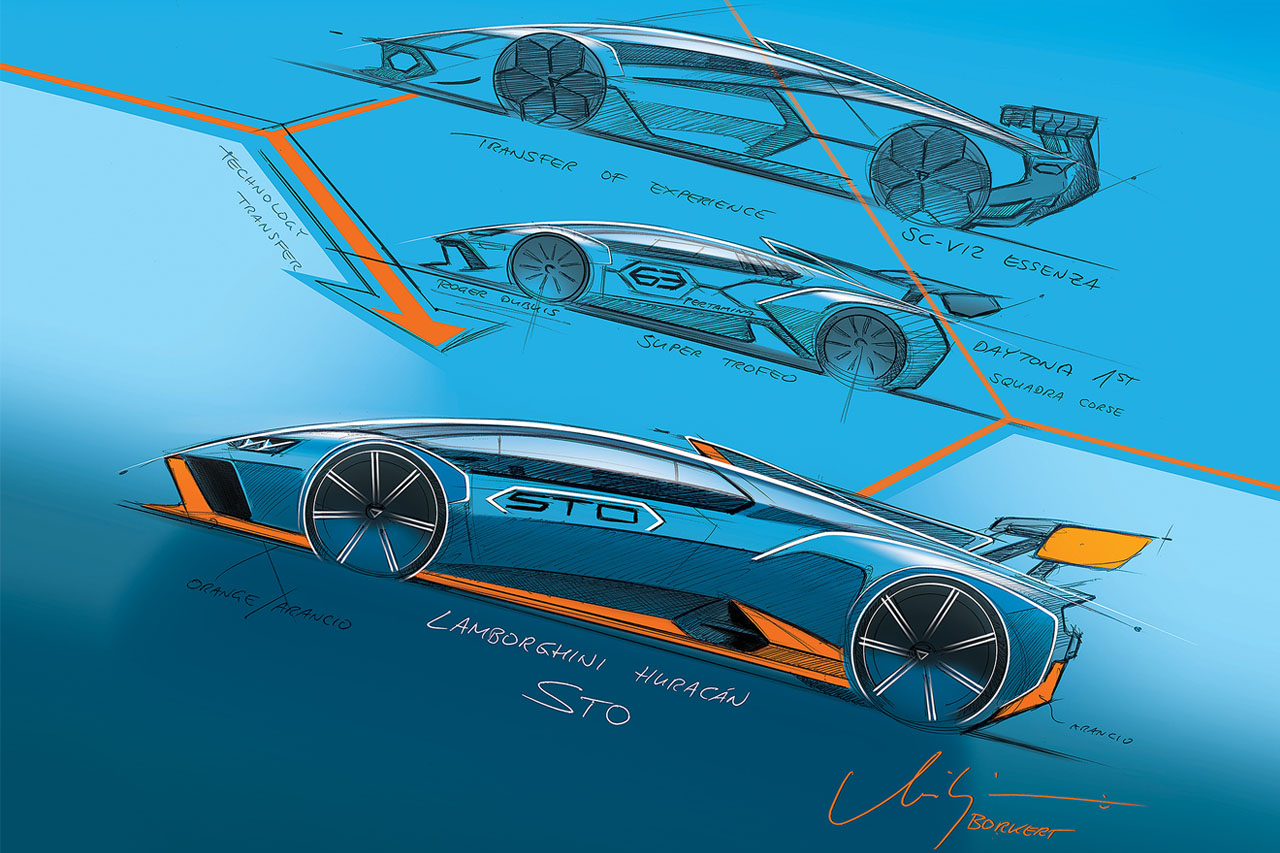 TRANSFER OF EXPERIENCE
SC-V12 ESSENZA
TECHNOLOGY
TRANSFER
63
ROGER DUBUIS
PERTAMINA
SUPER TROFEO
DAYTONA 1ST
SQUADRA CORSE
STO
ORANGE/ARANCIO
LAMBORGHINI HURACÁN
STO
ARANCIO
BORKERT